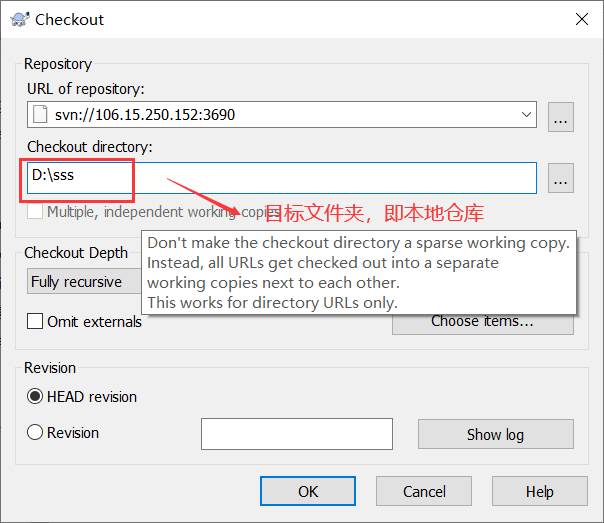 Checkout
Repository
URL of repository:
svn://106.15.250.152:3690
...
Checkout directory:
D:\sss
...
Multiple, independent working copies
目标文件夹，即本地仓库
Don't make the checkout directory a sparse working copy.
Instead, all URLs get checked out into a separate
working copies next to each other.
This works for directory URLs only.
Checkout Depth
Fully recursive
Omit externals
Choose items...
Revision
HEAD revision
Revision
Show log
OK
Cancel
Help